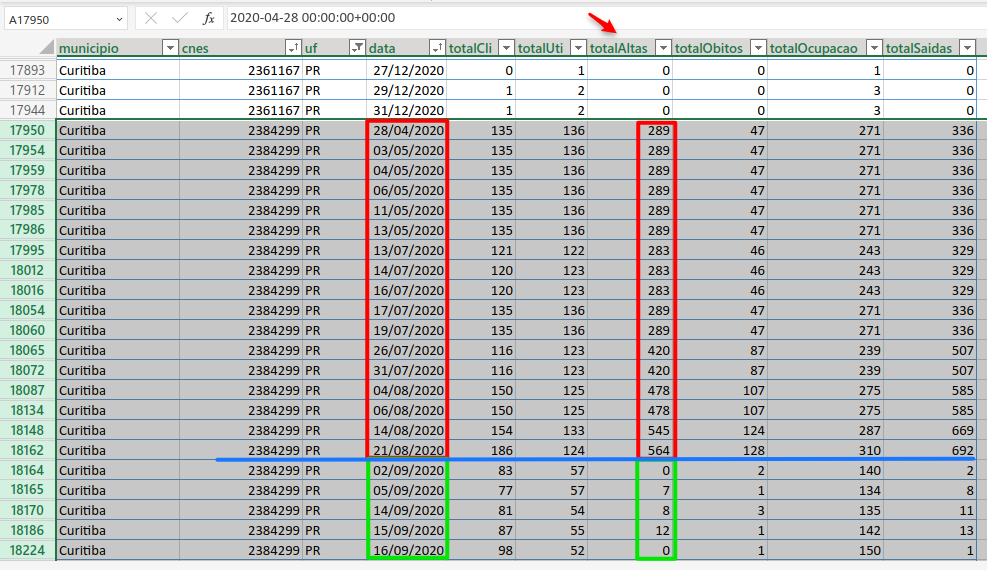 A17950 fx 2020-04-28 00:00:00+00:00
municipio cnes uf data totalCli totalUti totalAltas totalObitos totalOcupacao totalSaidas
17893 Curitiba 2361167 PR 27/12/2020 0 1 0 0 1 0
17912 Curitiba 2361167 PR 29/12/2020 1 2 0 0 3 0
17944 Curitiba 2361167 PR 31/12/2020 1 2 0 0 3 0
17950 Curitiba 2384299 PR 28/04/2020 135 136 289 47 271 336
17954 Curitiba 2384299 PR 03/05/2020 135 136 289 47 271 336
17959 Curitiba 2384299 PR 04/05/2020 135 136 289 47 271 336
17978 Curitiba 2384299 PR 06/05/2020 135 136 289 47 271 336
17985 Curitiba 2384299 PR 11/05/2020 135 136 289 47 271 336
17986 Curitiba 2384299 PR 13/05/2020 135 136 289 47 271 336
17995 Curitiba 2384299 PR 13/07/2020 121 122 283 46 243 329
18012 Curitiba 2384299 PR 14/07/2020 120 123 283 46 243 329
18016 Curitiba 2384299 PR 16/07/2020 120 123 283 46 243 329
18054 Curitiba 2384299 PR 17/07/2020 135 136 289 47 271 336
18060 Curitiba 2384299 PR 19/07/2020 135 136 289 47 271 336
18065 Curitiba 2384299 PR 26/07/2020 116 123 420 87 239 507
18072 Curitiba 2384299 PR 31/07/2020 116 123 420 87 239 507
18087 Curitiba 2384299 PR 04/08/2020 150 125 478 107 275 585
18134 Curitiba 2384299 PR 06/08/2020 150 125 478 107 275 585
18148 Curitiba 2384299 PR 14/08/2020 154 133 545 124 287 669
18162 Curitiba 2384299 PR 21/08/2020 186 124 564 128 310 692
18164 Curitiba 2384299 PR 02/09/2020 83 57 0 2 140 2
18165 Curitiba 2384299 PR 05/09/2020 77 57 7 1 134 8
18170 Curitiba 2384299 PR 14/09/2020 81 54 8 3 135 11
18186 Curitiba 2384299 PR 15/09/2020 87 55 12 1 142 13
18224 Curitiba 2384299 PR 16/09/2020 98 52 0 1 150 1